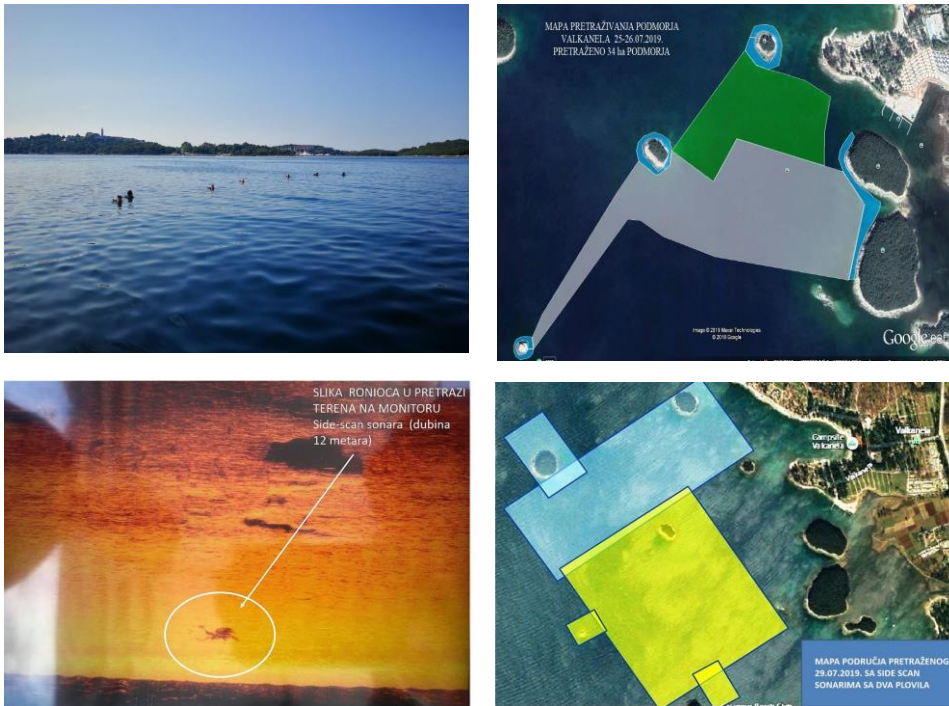 MAPA PRETRAŽIVANJA PODMORJA
VALKANELA 25-26.07.2019.
PRETRAŽENO 34 ha PODMORJA
Image © 2019 Maxar Technologies
© 2019 Google
Google
SLIKA RONIOCA U PRETRAZI
TERENA NA MONITORU
Side-scan sonara (dubina
12 metara)
Valkanela
Campsite
Valkanela
MAPA PODRUČJA PRETRAŽENOG
29.07.2019. SA SIDE SCAN
SONARIMA SA DVA PLOVILA